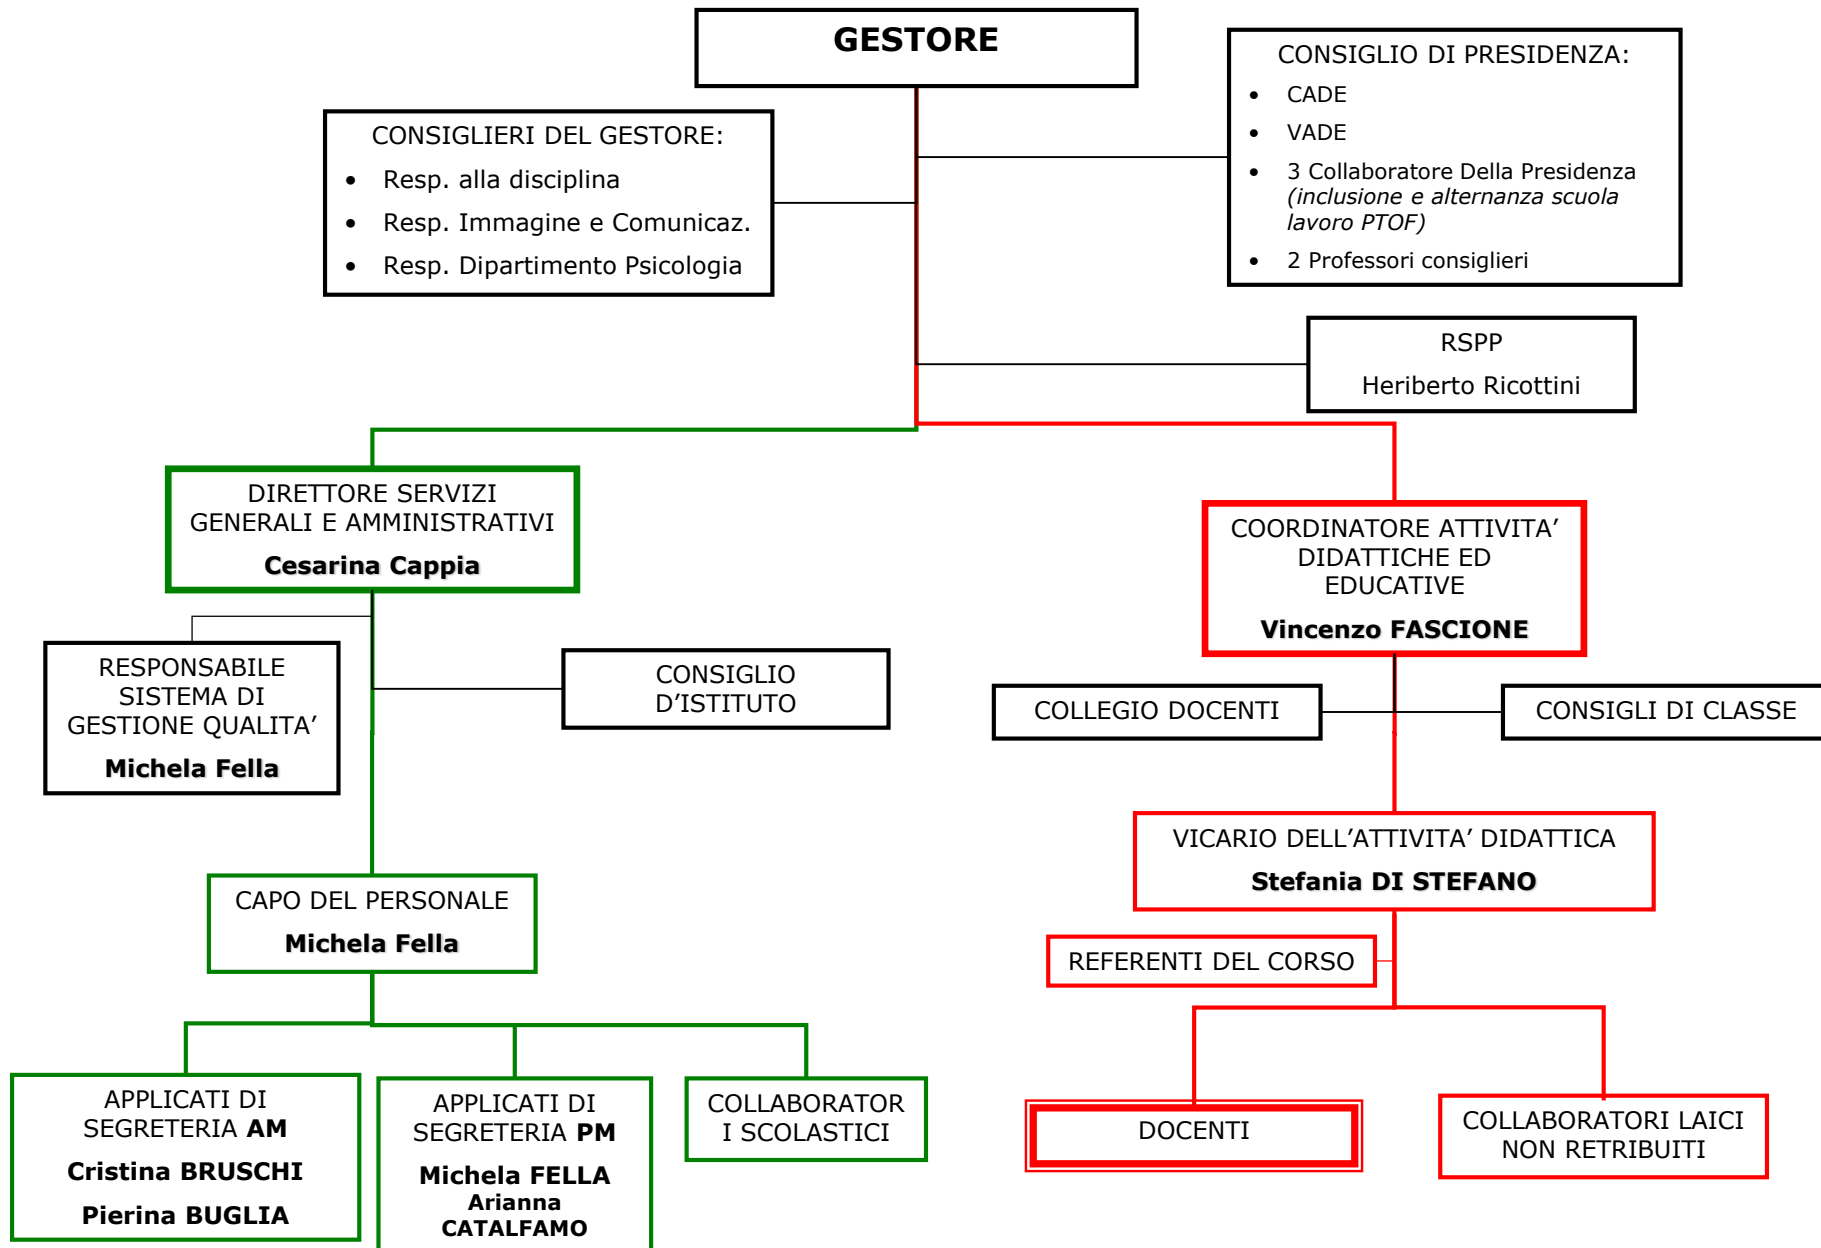 GESTORE
CONSIGLIO DI PRESIDENZA:
• CADE
• VADE
• 3 Collaboratore Della Presidenza
(inclusione e alternanza scuola
lavoro PTOF)
• 2 Professori consiglieri
CONSIGLIERI DEL GESTORE:
• Resp. alla disciplina
• Resp. Immagine e Comunicaz.
• Resp. Dipartimento Psicologia
RSPP
Heriberto Ricottini
DIRETTORE SERVIZI
GENERALI E AMMINISTRATIVI
Cesarina Cappia
COORDINATORE ATTIVITA’
DIDATTICHE ED
EDUCATIVE
Vincenzo FASCIONE
RESPONSABILE
SISTEMA DI
GESTIONE QUALITA’
Michela Fella
CONSIGLIO
D’ISTITUTO
COLLEGIO DOCENTI
CONSIGLI DI CLASSE
VICARIO DELL’ATTIVITA’ DIDATTICA
Stefania DI STEFANO
CAPO DEL PERSONALE
Michela Fella
REFERENTI DEL CORSO
APPLICATI DI
SEGRETERIA AM
Cristina BRUSCHI
Pierina BUGLIA
APPLICATI DI
SEGRETERIA PM
Michela FELLA
Arianna
CATALFAMO
COLLABORATOR
I SCOLASTICI
DOCENTI
COLLABORATORI LAICI
NON RETRIBUITI